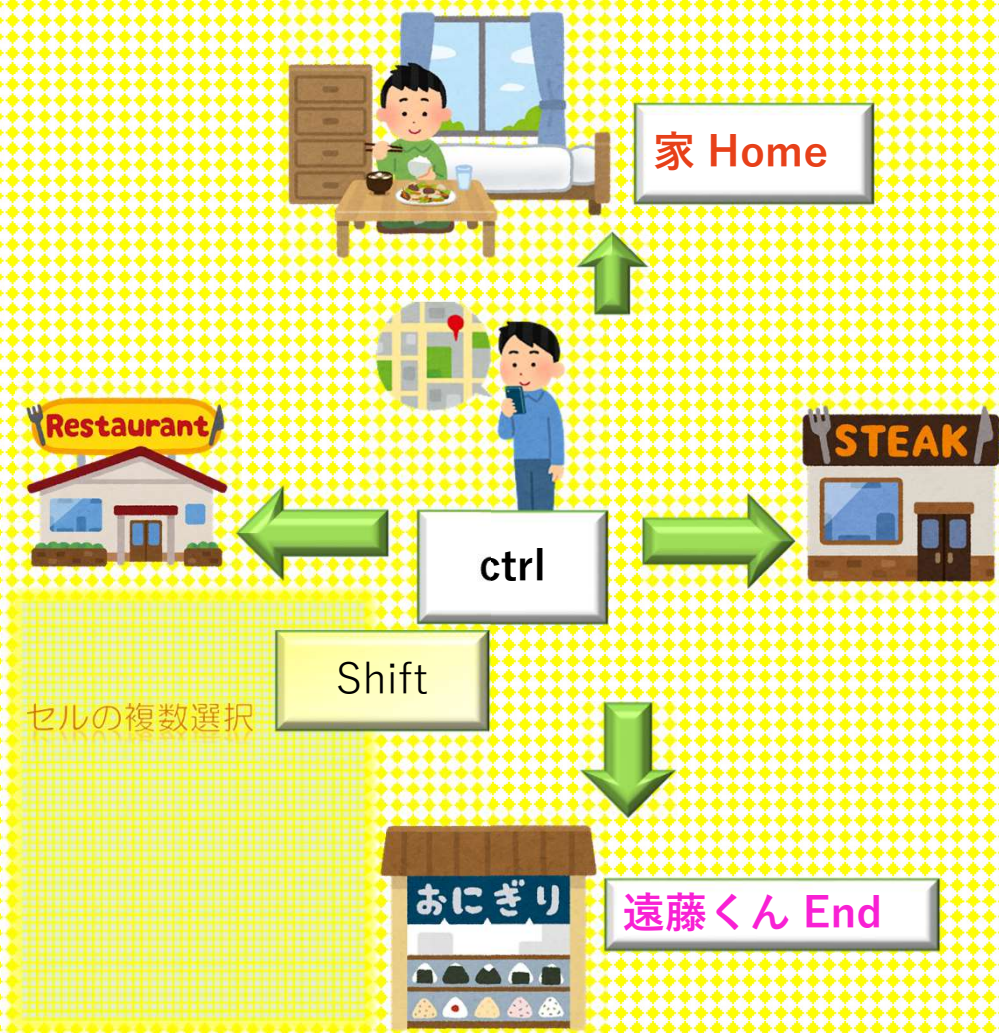 家 Home
Restaurant
STEAK
ctrl
Shift
セルの複数選択
おにぎり
遠藤くん End